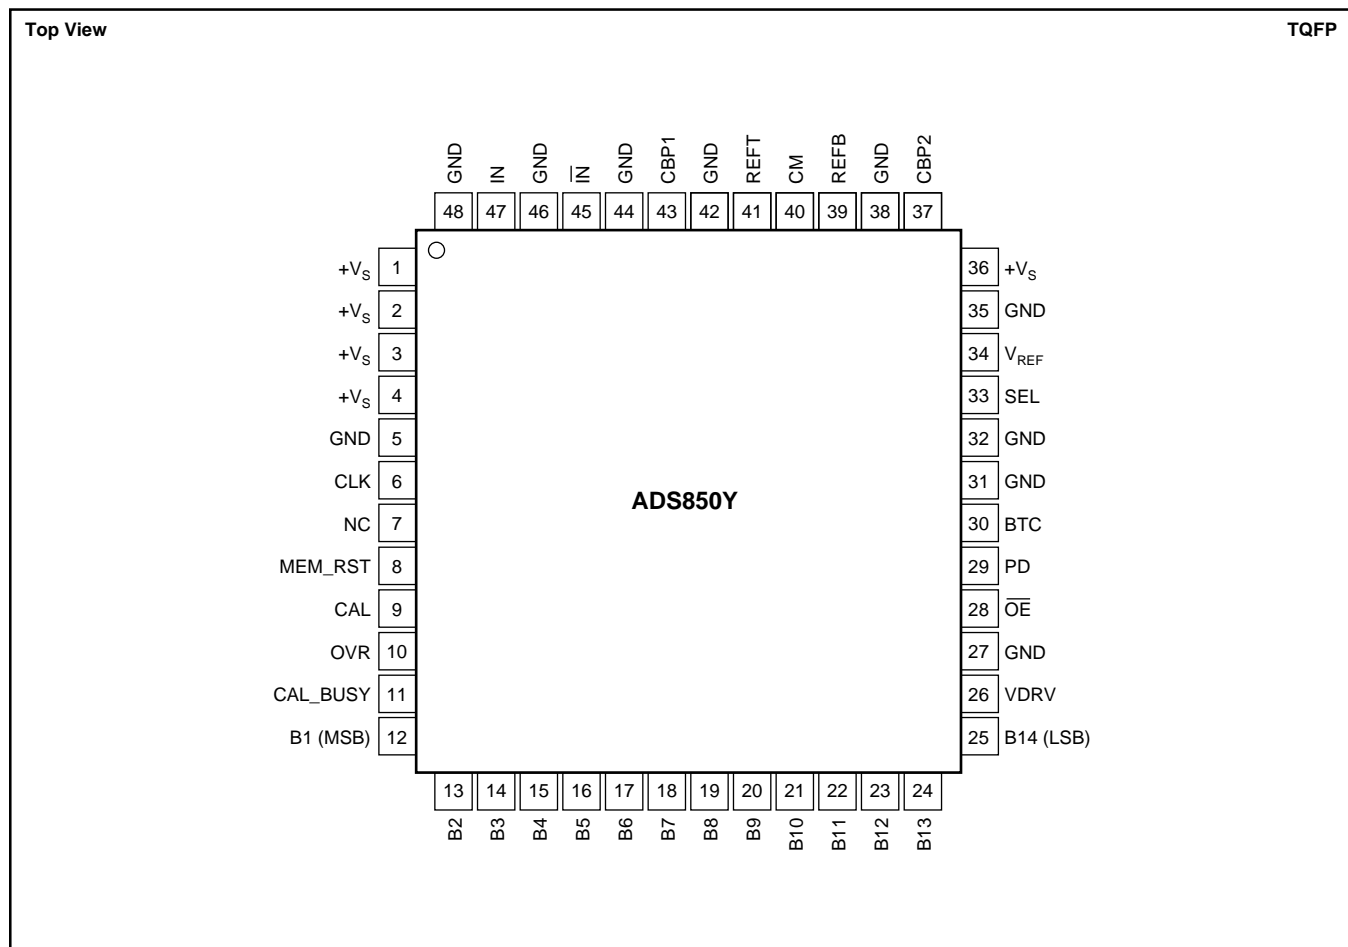 Top View
TQFP
GND
IN
GND
I̅N̅
GND
CBP1
GND
REFT
CM
REFB
GND
CBP2
48 47 46 45 44 43 42 41 40 39 38 37
+VS 1
+VS 2
+VS 3
+VS 4
GND 5
CLK 6
NC 7
MEM_RST 8
CAL 9
OVR 10
CAL_BUSY 11
B1 (MSB) 12
ADS850Y
36 +VS
35 GND
34 VREF
33 SEL
32 GND
31 GND
30 BTC
29 PD
28 O̅E̅
27 GND
26 VDRV
25 B14 (LSB)
13 14 15 16 17 18 19 20 21 22 23 24
B2
B3
B4
B5
B6
B7
B8
B9
B10
B11
B12
B13